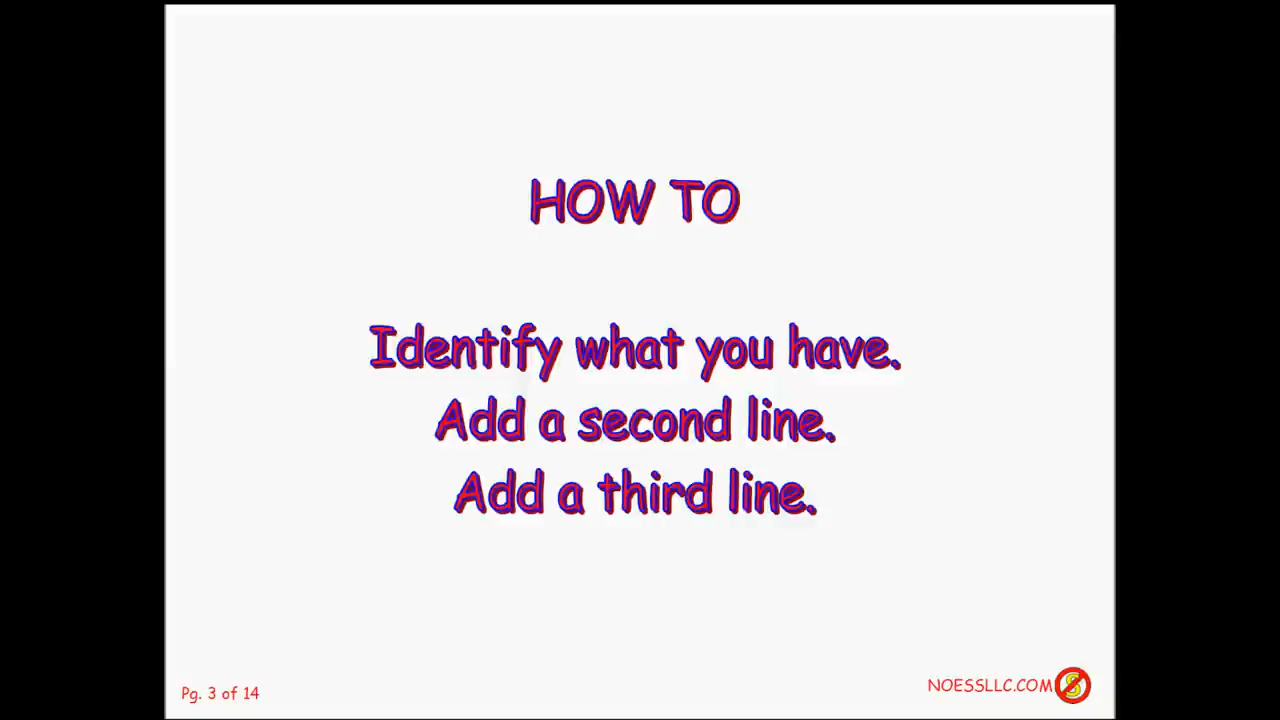 HOW TO
Identify what you have.
Add a second line.
Add a third line.
Pg. 3 of 14
NOESSLLC.COM
S